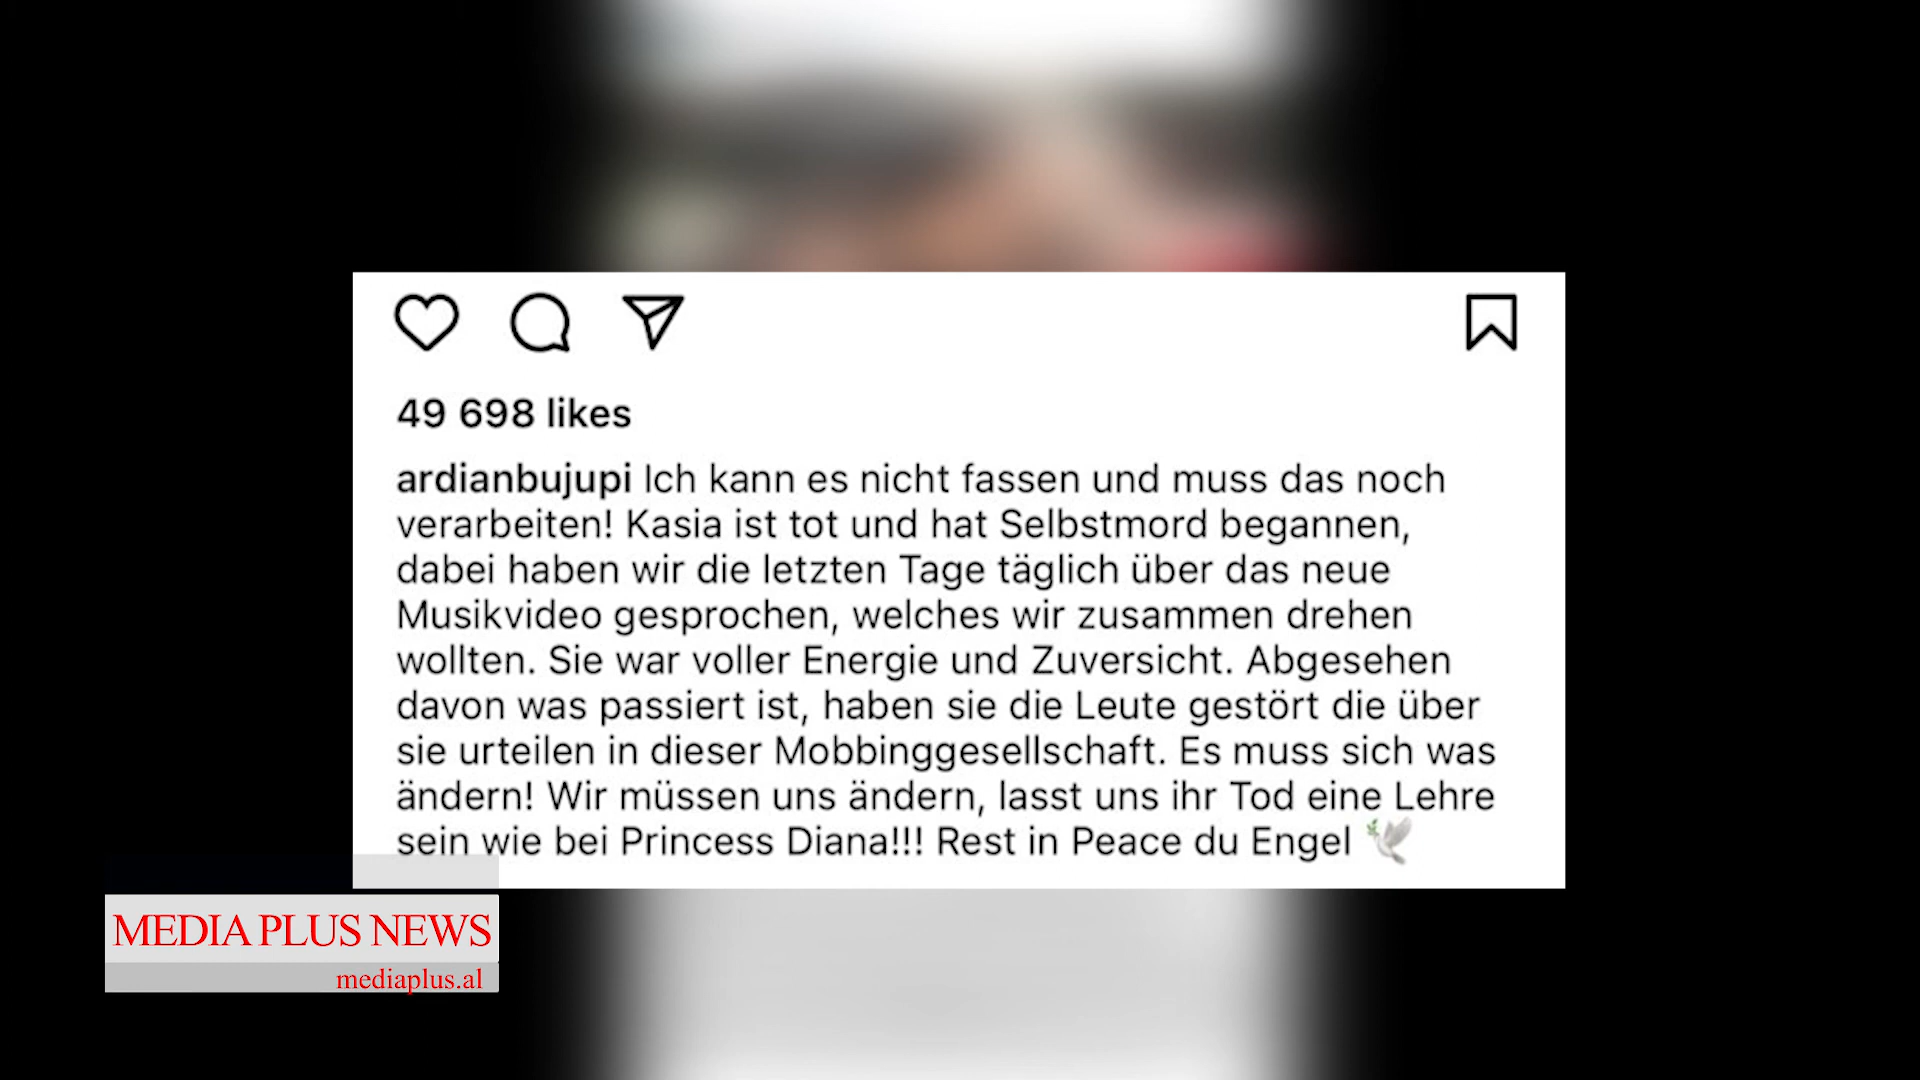 49 698 likes
ardianbujupi Ich kann es nicht fassen und muss das noch
verarbeiten! Kasia ist tot und hat Selbstmord begannen,
dabei haben wir die letzten Tage täglich über das neue
Musikvideo gesprochen, welches wir zusammen drehen
wollten. Sie war voller Energie und Zuversicht. Abgesehen
davon was passiert ist, haben sie die Leute gestört die über
sie urteilen in dieser Mobbinggesellschaft. Es muss sich was
ändern! Wir müssen uns ändern, lasst uns ihr Tod eine Lehre
sein wie bei Princess Diana!!! Rest in Peace du Engel 🕊️
MEDIA PLUS NEWS
mediaplus.al